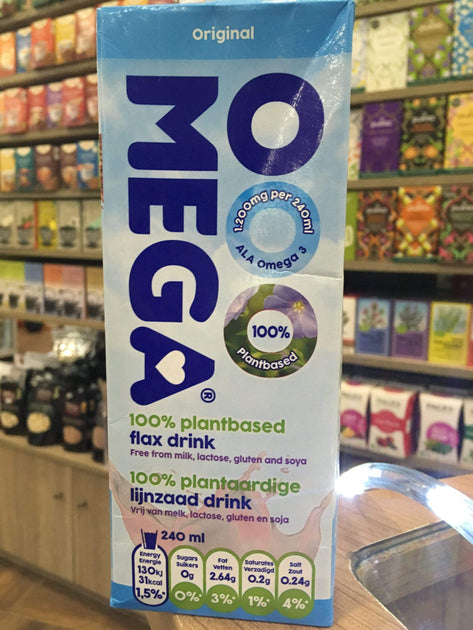 Original
OOO
MEGA®
1.200mg per 240ml
ALA Omega 3
100%
Plantbased
100% plantbased
flax drink
Free from milk, lactose, gluten and soya
100% plantaardige
lijnzaad drink
Vrij van melk, lactose, gluten en soja
240 ml
Energy
Energie
130kj
31kcal
1,5%*
Sugars
Suikers
0g
0%*
Fat
Vetten
2.64g
3%*
Saturates
Verzadigd
0.2g
1%*
Salt
Zout
0.24g
4%*